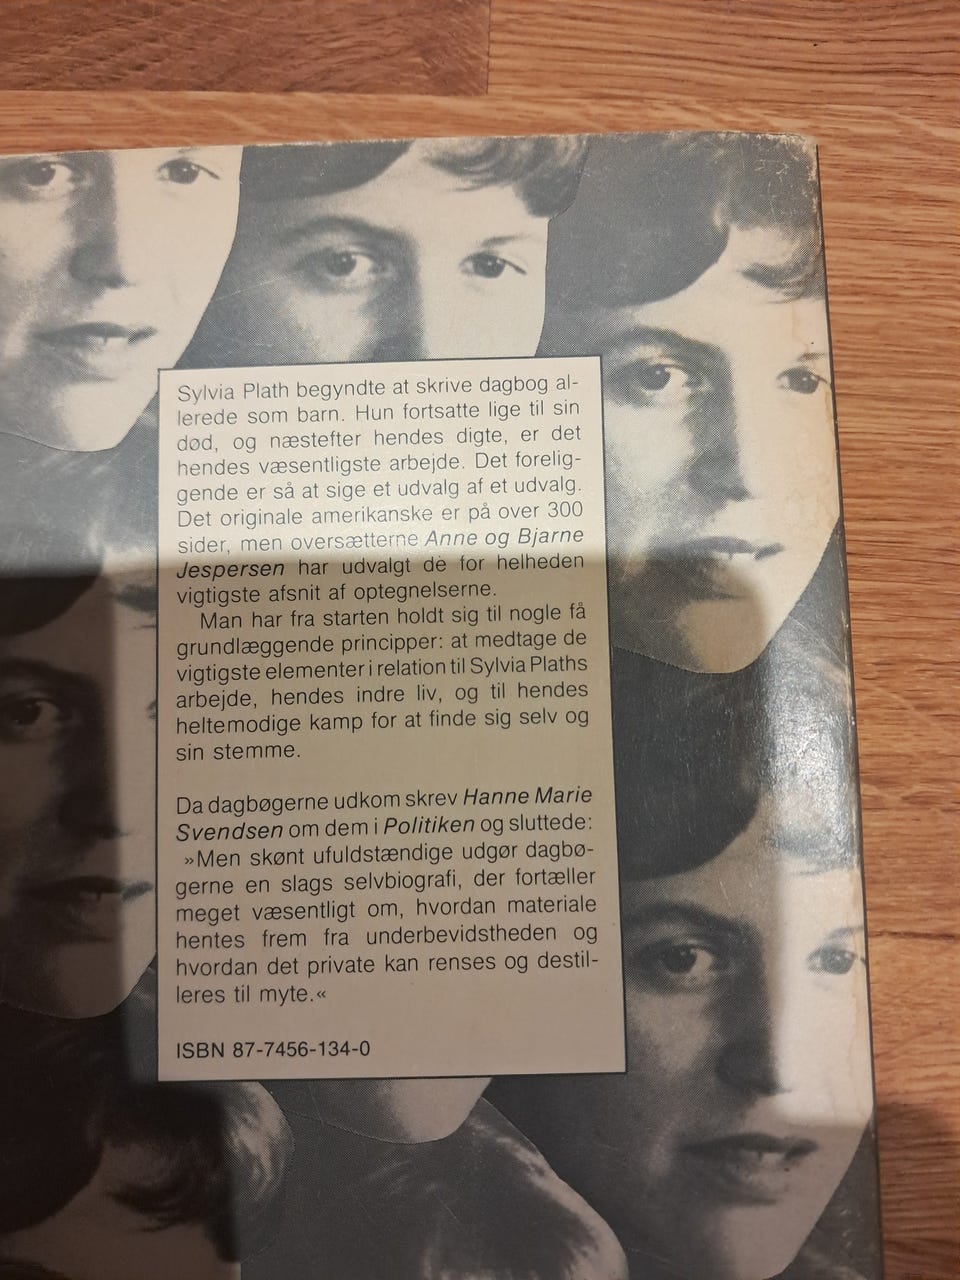 Sylvia Plath begyndte at skrive dagbog al-
lerede som barn. Hun fortsatte lige til sin
død, og næstefter hendes digte, er det
hendes væsentligste arbejde. Det forelig-
gende er så at sige et udvalg af et udvalg.
Det originale amerikanske er på over 300
sider, men oversætterne Anne og Bjarne
Jespersen har udvalgt dè for helheden
vigtigste afsnit af optegnelserne.
Man har fra starten holdt sig til nogle få
grundlæggende principper: at medtage de
vigtigste elementer i relation til Sylvia Plaths
arbejde, hendes indre liv, og til hendes
heltemodige kamp for at finde sig selv og
sin stemme.
Da dagbøgerne udkom skrev Hanne Marie
Svendsen om dem i Politiken og sluttede:
»Men skønt ufuldstændige udgør dagbø-
gerne en slags selvbiografi, der fortæller
meget væsentligt om, hvordan materiale
hentes frem fra underbevidstheden og
hvordan det private kan renses og destil-
leres til myte.«
ISBN 87-7456-134-0